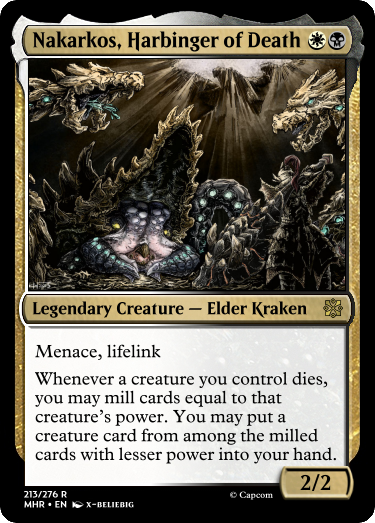 Nakarkos, Harbinger of Death
Legendary Creature — Elder Kraken
Menace, lifelink
Whenever a creature you control dies,
you may mill cards equal to that
creature's power. You may put a
creature card from among the milled
cards with lesser power into your hand.
2/2
213/276 R
MHR • EN X-BELIEBIG
© Capcom